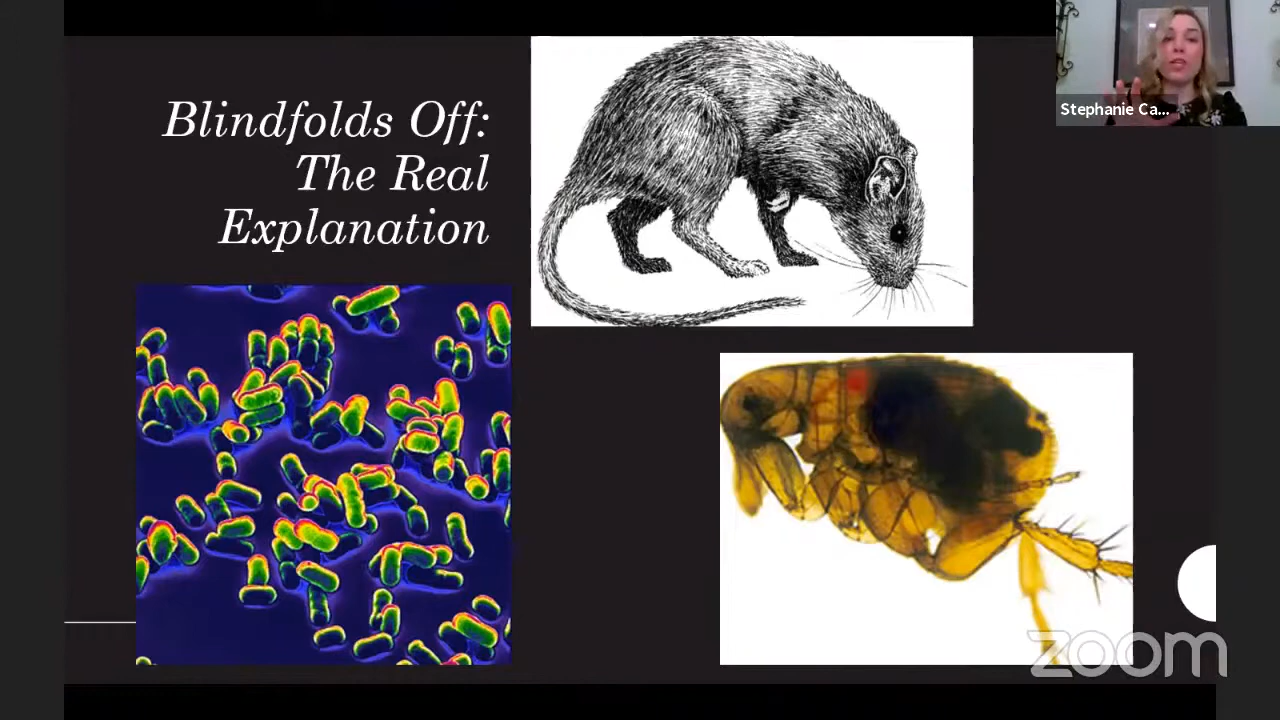 Blindfolds Off:
The Real
Explanation
Stephanie Ca...
zoom